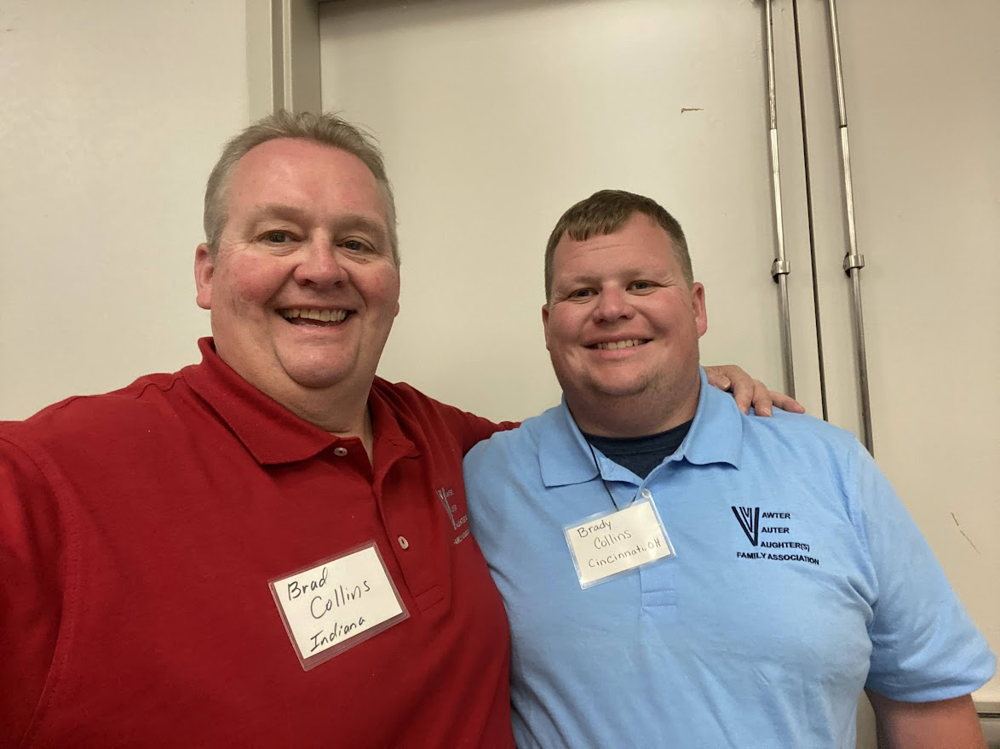 Brad
Collins
Indiana
Brady
Collins
Cincinnati, OH
VAWTER
VAUTER
VAUGHTER(S)
FAMILY ASSOCIATION